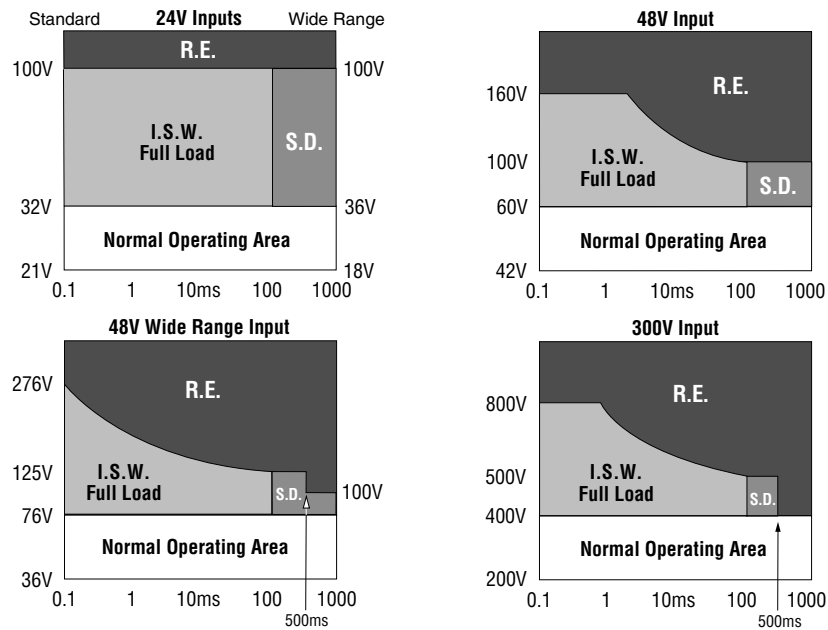 24V Inputs
Standard
Wide Range
R.E.
100V
100V
I.S.W.
Full Load
S.D.
32V
36V
Normal Operating Area
21V
18V
0.1 1 10ms 100 1000
48V Input
R.E.
160V
I.S.W.
Full Load
100V
S.D.
60V
Normal Operating Area
42V
0.1 1 10ms 100 1000
48V Wide Range Input
276V
R.E.
125V
I.S.W.
Full Load
S.D.
100V
76V
Normal Operating Area
36V
0.1 1 10ms 100 1000
500ms
300V Input
800V
R.E.
I.S.W.
Full Load
500V
S.D.
400V
Normal Operating Area
200V
0.1 1 10ms 100 1000
500ms